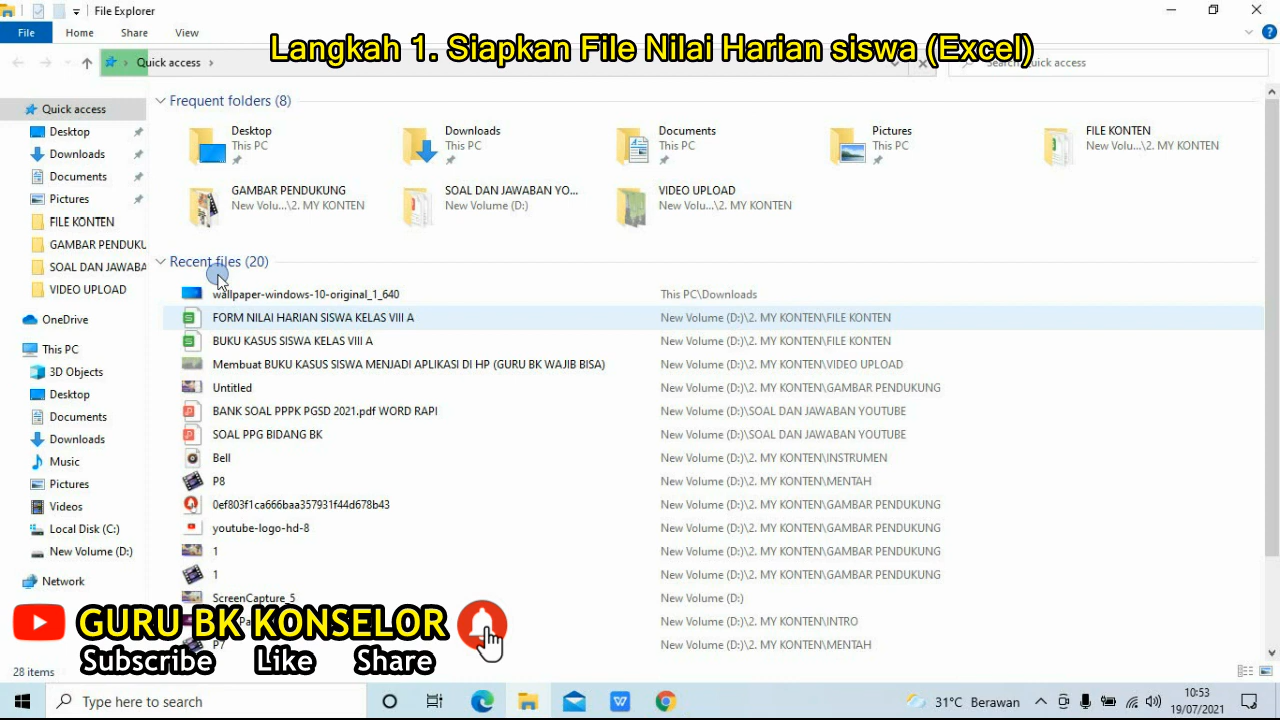 File Explorer
File Home Share View
Langkah 1. Siapkan File Nilai Harian siswa (Excel)
Quick access
Search Quick access
Quick access
Desktop
Downloads
Documents
Pictures
FILE KONTEN
GAMBAR PENDUKU
SOAL DAN JAWABA
VIDEO UPLOAD
OneDrive
This PC
3D Objects
Desktop
Documents
Downloads
Music
Pictures
Videos
Local Disk (C:)
New Volume (D:)
Network
Frequent folders (8)
Desktop
This PC
Downloads
This PC
Documents
This PC
Pictures
This PC
FILE KONTEN
New Volu...\2. MY KONTEN
GAMBAR PENDUKUNG
New Volu...\2. MY KONTEN
SOAL DAN JAWABAN YO...
New Volume (D:)
VIDEO UPLOAD
New Volu...\2. MY KONTEN
Recent files (20)
wallpaper-windows-10-original_1_640 This PC\Downloads
FORM NILAI HARIAN SISWA KELAS VIII A New Volume (D:)\2. MY KONTEN\FILE KONTEN
BUKU KASUS SISWA KELAS VIII A New Volume (D:)\2. MY KONTEN\FILE KONTEN
Membuat BUKU KASUS SISWA MENJADI APLIKASI DI HP (GURU BK WAJIB BISA) New Volume (D:)\2. MY KONTEN\VIDEO UPLOAD
Untitled New Volume (D:)\2. MY KONTEN\GAMBAR PENDUKUNG
BANK SOAL PPPK PGSD 2021.pdf WORD RAPI New Volume (D:)\SOAL DAN JAWABAN YOUTUBE
SOAL PPG BIDANG BK New Volume (D:)\SOAL DAN JAWABAN YOUTUBE
Bell New Volume (D:)\2. MY KONTEN\INSTRUMEN
P8 New Volume (D:)\2. MY KONTEN\MENTAH
0ef803f1ca666baa357931f44d678b43 New Volume (D:)\2. MY KONTEN\GAMBAR PENDUKUNG
youtube-logo-hd-8 New Volume (D:)\2. MY KONTEN\GAMBAR PENDUKUNG
1 New Volume (D:)\2. MY KONTEN\GAMBAR PENDUKUNG
1 New Volume (D:)\2. MY KONTEN\GAMBAR PENDUKUNG
ScreenCapture_5 New Volume (D:)
New Volume (D:)\2. MY KONTEN\INTRO
P7 New Volume (D:)\2. MY KONTEN\MENTAH
GURU BK KONSELOR
Subscribe Like Share
28 items
Type here to search
31°C Berawan
10:53
19/07/2021